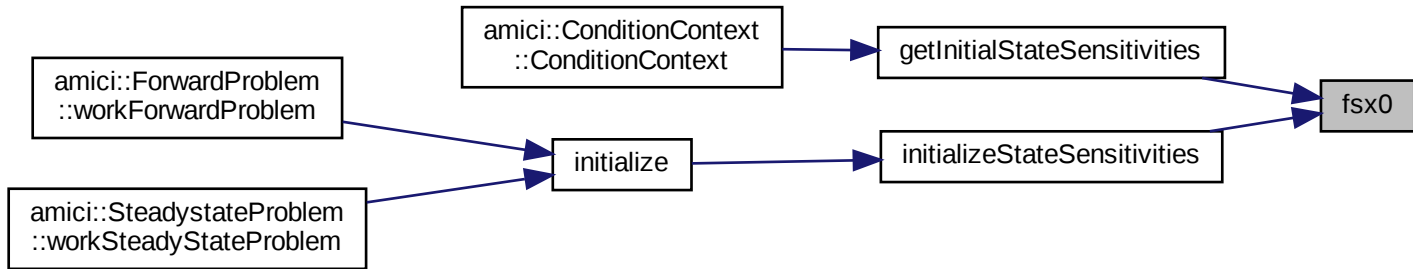 amici::ConditionContext
::ConditionContext
getInitialStateSensitivities
amici::ForwardProblem
::workForwardProblem
fsx0
initialize
initializeStateSensitivities
amici::SteadystateProblem
::workSteadyStateProblem